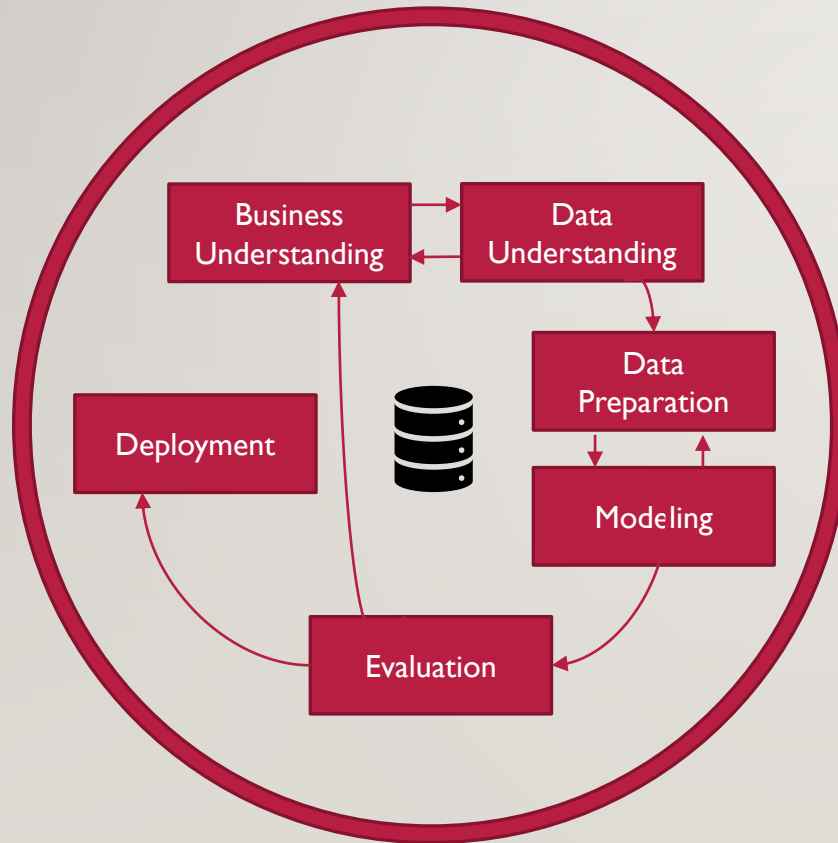 Business
Understanding
Data
Understanding
Data
Preparation
Deployment
Modeling
Evaluation